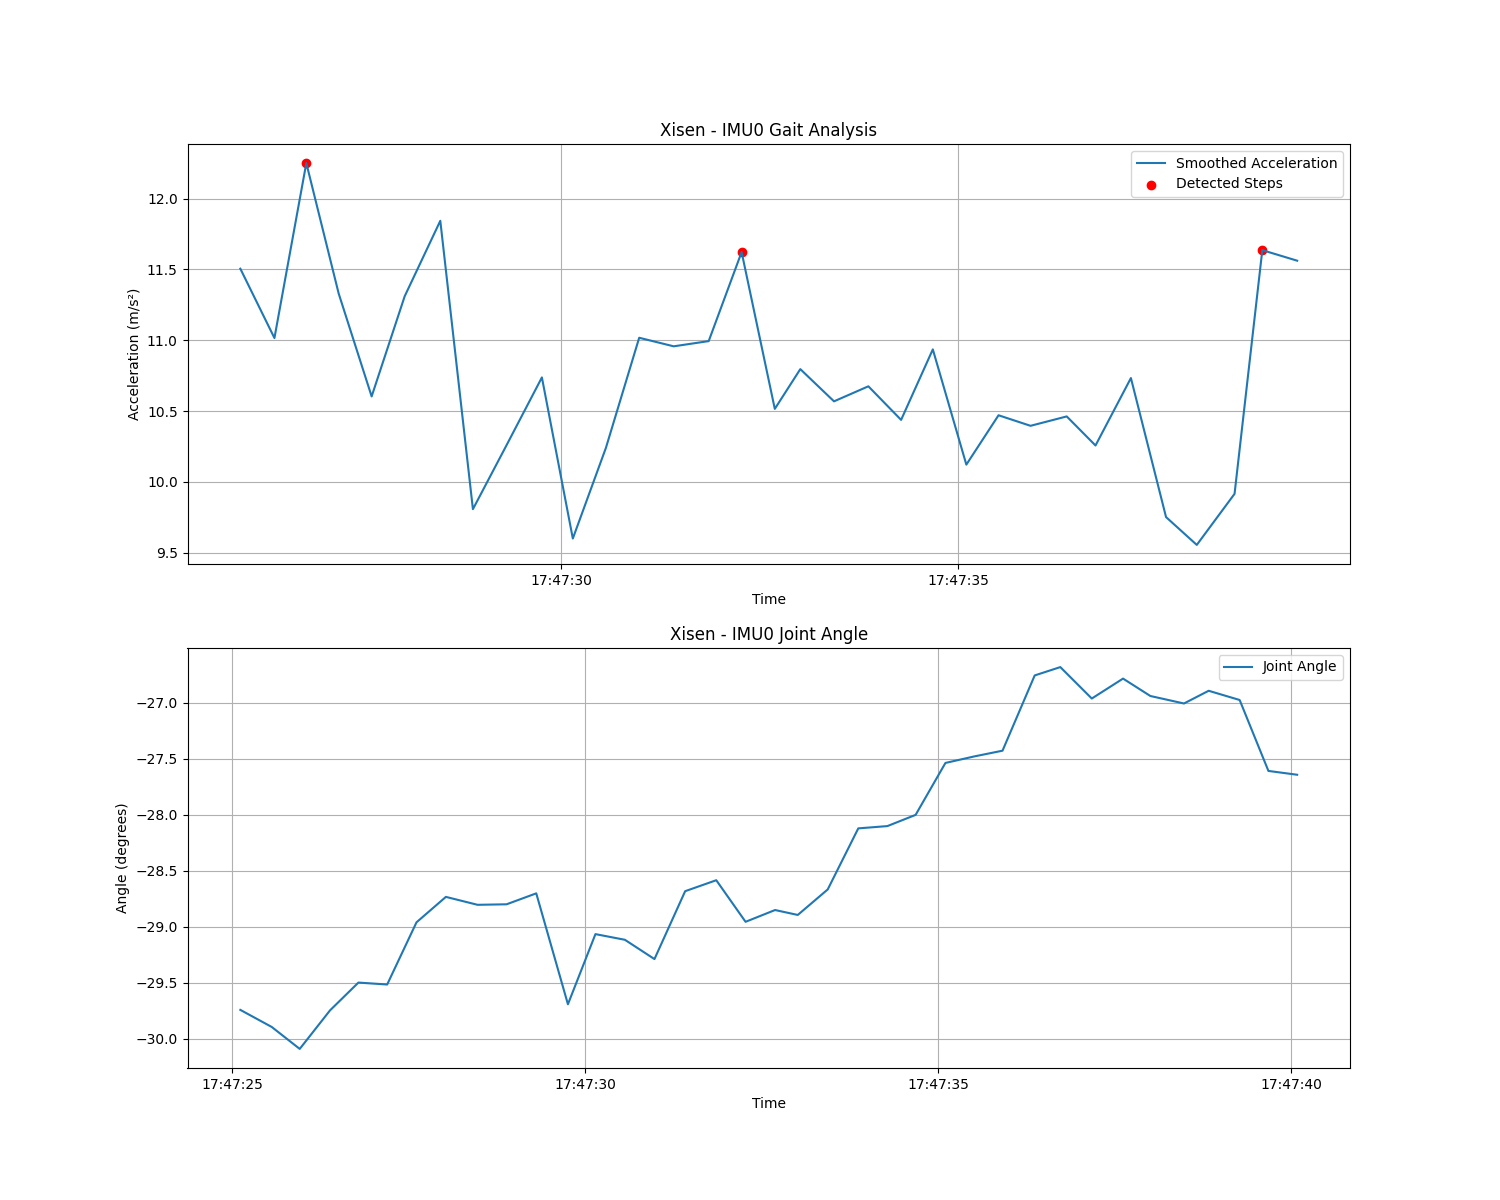 Xisen - IMU0 Gait Analysis
Smoothed Acceleration
Detected Steps
Acceleration (m/s²)
12.0
11.5
11.0
10.5
10.0
9.5
17:47:30 17:47:35
Time
Xisen - IMU0 Joint Angle
Joint Angle
Angle (degrees)
−27.0
−27.5
−28.0
−28.5
−29.0
−29.5
−30.0
17:47:25 17:47:30 17:47:35 17:47:40
Time